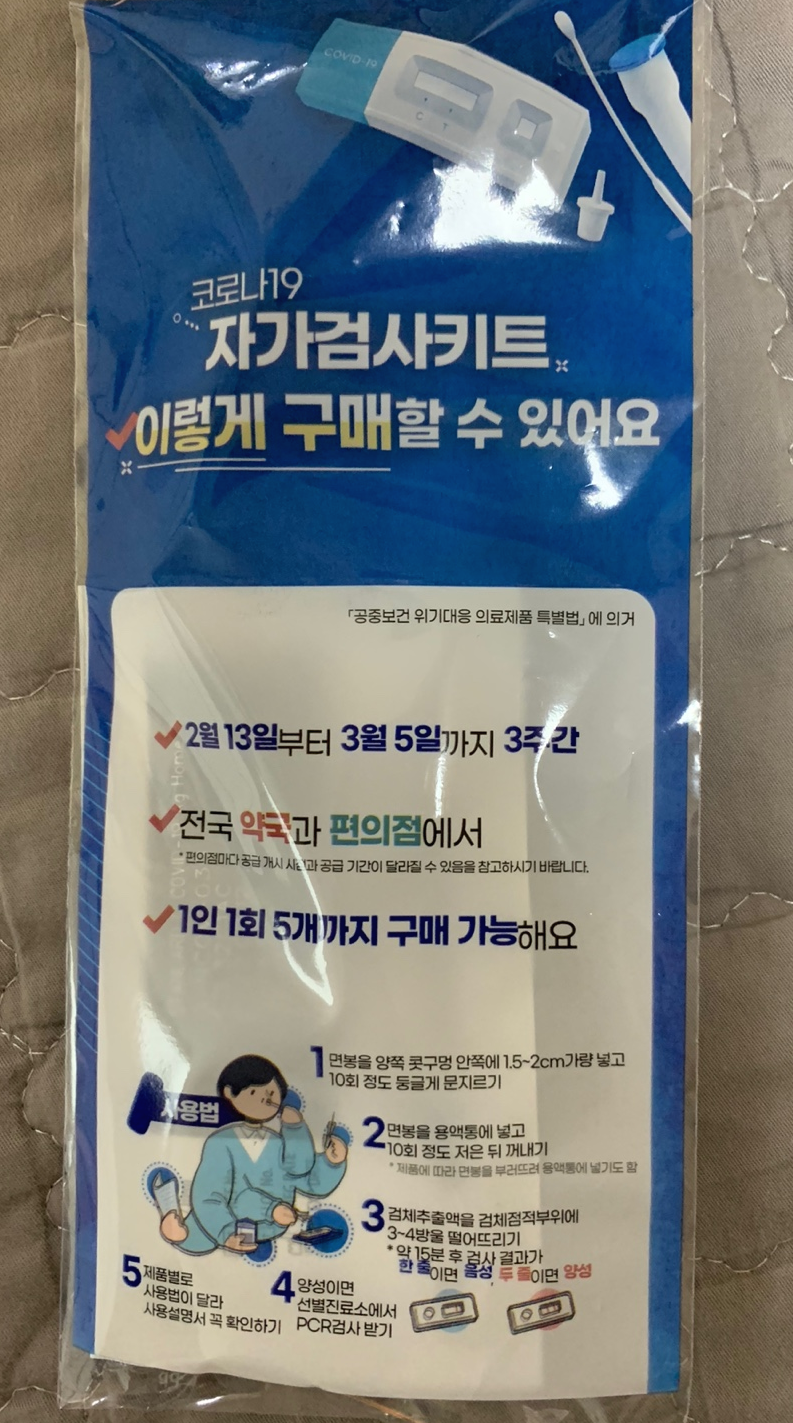 COVID-19
C T
코로나19
자가검사키트
이렇게 구매할 수 있어요
「공중보건 위기대응 의료제품 특별법」에 의거
2월 13일부터 3월 5일까지 3주간
전국 약국과 편의점에서
* 편의점마다 공급 개시 시점과 공급 기간이 달라질 수 있음을 참고하시기 바랍니다.
1인 1회 5개까지 구매 가능해요
사용법
1 면봉을 양쪽 콧구멍 안쪽에 1.5~2cm가량 넣고
10회 정도 둥글게 문지르기
2 면봉을 용액통에 넣고
10회 정도 저은 뒤 꺼내기
* 제품에 따라 면봉을 부러뜨려 용액통에 넣기도 함
3 검체추출액을 검체점적부위에
3~4방울 떨어뜨리기
* 약 15분 후 검사 결과가
한 줄이면 음성, 두 줄이면 양성
4 양성이면
선별진료소에서
PCR검사 받기
5 제품별로
사용법이 달라
사용설명서 꼭 확인하기